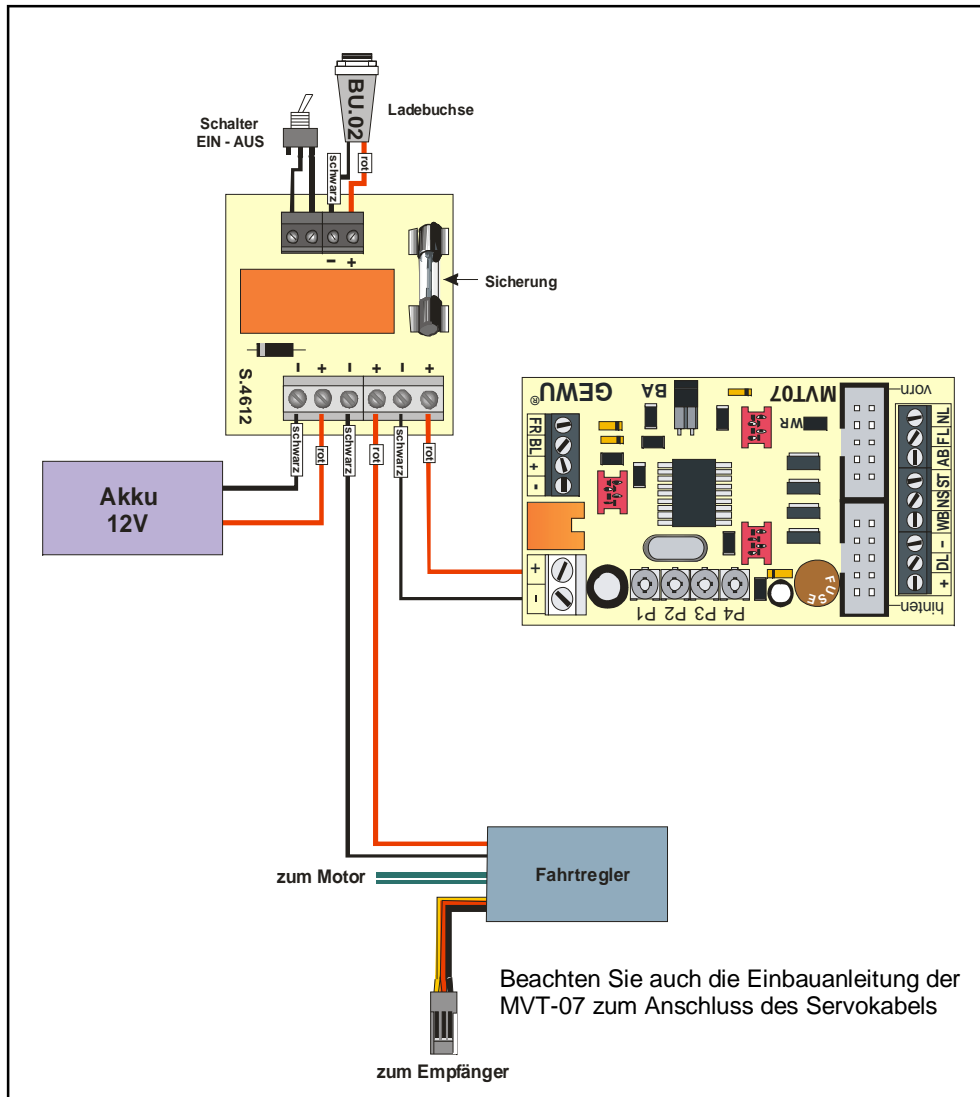 BU.02
Ladebuchse
Schalter
EIN - AUS
schwarz
rot
- +
Sicherung
S.4612
- + - + - +
schwarz
rot
schwarz
rot
schwarz
rot
Akku
12V
GEWU®
BA
MVT07
WR
vorn
FR
BL
+
-
+
-
P1 P2 P3 P4
FUSE
NL
FL
AB
ST
NS
WB
-
DL
+
hinten
zum Motor
Fahrtregler
Beachten Sie auch die Einbauanleitung der
MVT-07 zum Anschluss des Servokabels
zum Empfänger